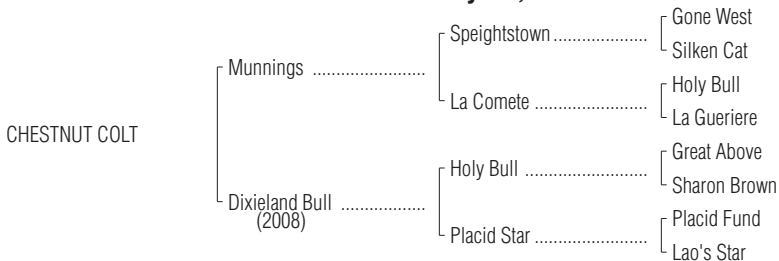 Gone West
Speightstown
Silken Cat
Munnings
Holy Bull
La Comete
La Gueriere
CHESTNUT COLT
Great Above
Holy Bull
Sharon Brown
Dixieland Bull
(2008)
Placid Fund
Placid Star
Lao's Star